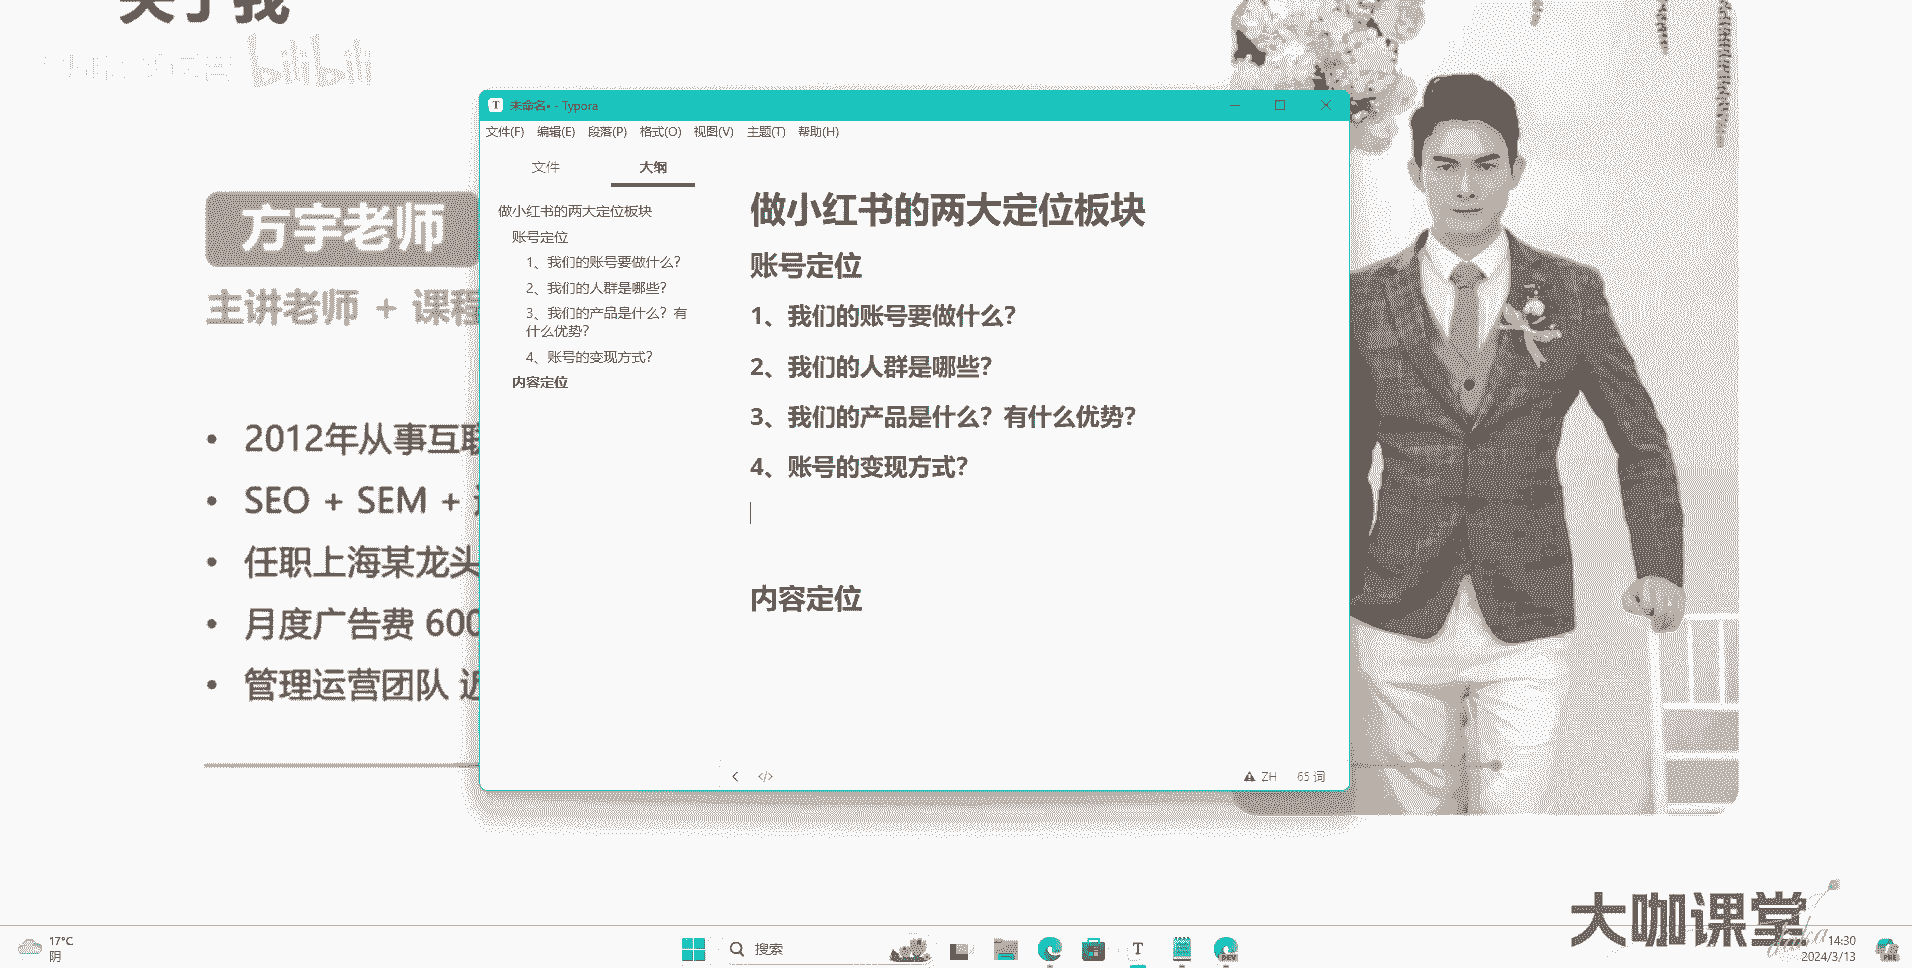 关于我
bilibili
方宇老师
主讲老师 + 课程
2012年从事互联
SEO + SEM +
任职上海某龙头
月度广告费 600
管理运营团队 近
未命名• - Typora
文件(F) 编辑(E) 段落(P) 格式(O) 视图(V) 主题(T) 帮助(H)
文件 大纲
做小红书的两大定位板块
账号定位
1、我们的账号要做什么?
2、我们的人群是哪些?
3、我们的产品是什么? 有
什么优势?
4、账号的变现方式?
内容定位
做小红书的两大定位板块
账号定位
1、我们的账号要做什么?
2、我们的人群是哪些?
3、我们的产品是什么? 有什么优势?
4、账号的变现方式?
内容定位
</> ZH 65 词
大咖课堂
daka
17°C
阴
搜索
DEV
14:30
2024/3/13
PRE